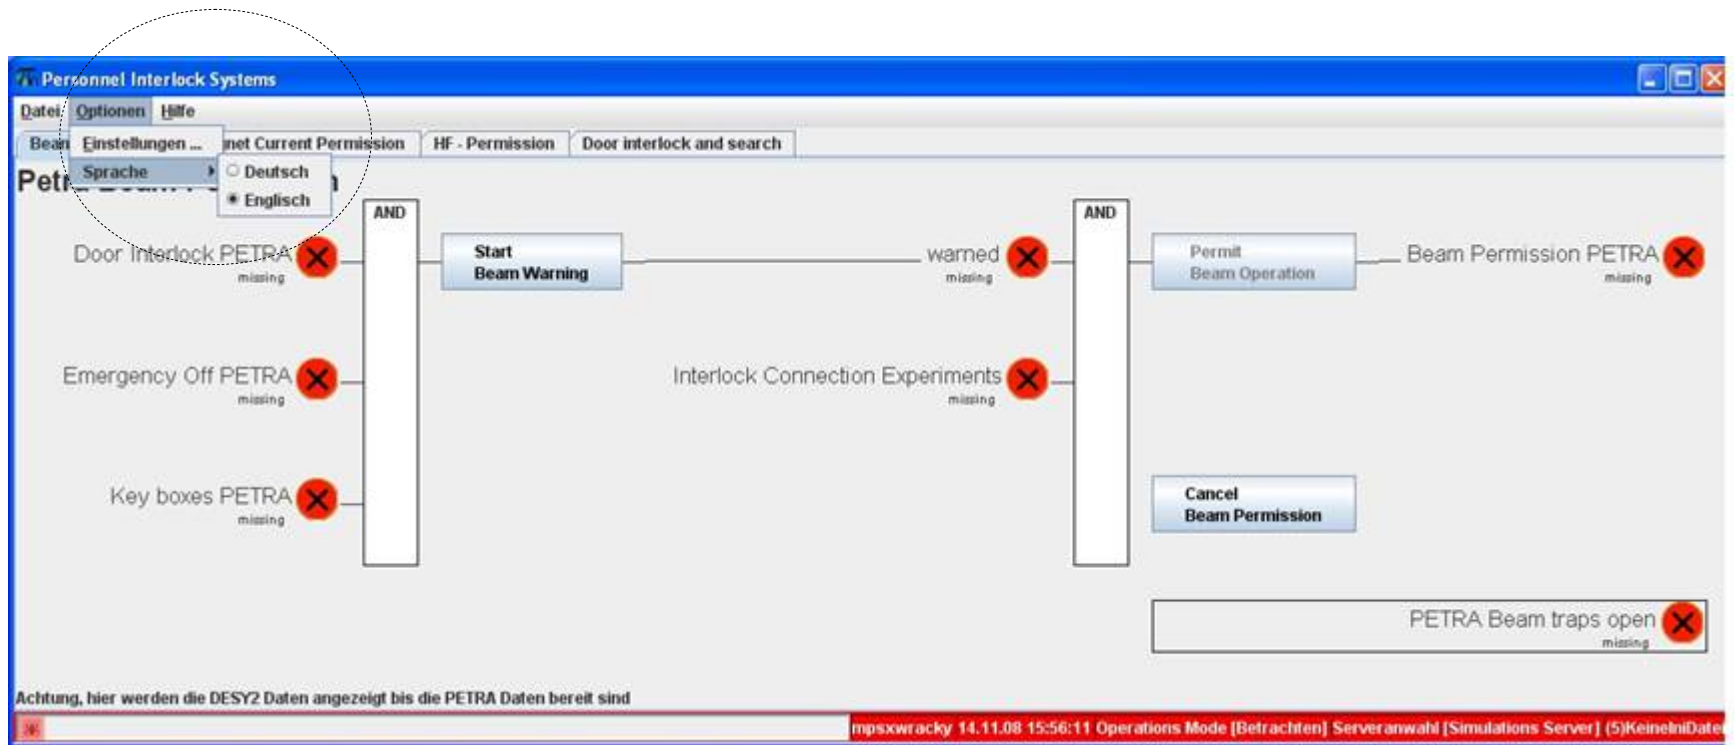 Personnel Interlock Systems
Datei Optionen Hilfe
Einstellungen ... Current Permission HF - Permission Door interlock and search
Sprache Deutsch
Englisch
AND AND
Door Interlock PETRA Start warned Permit Beam Permission PETRA
missing Beam Warning missing Beam Operation missing
Emergency Off PETRA Interlock Connection Experiments
missing missing
Key boxes PETRA Cancel
missing Beam Permission
PETRA Beam traps open
missing
Achtung, hier werden die DESY2 Daten angezeigt bis die PETRA Daten bereit sind
mpsxwracky 14.11.08 15:56:11 Operations Mode [Betrachten] Serveranwahl [Simulations Server] (5)KeineIniDate